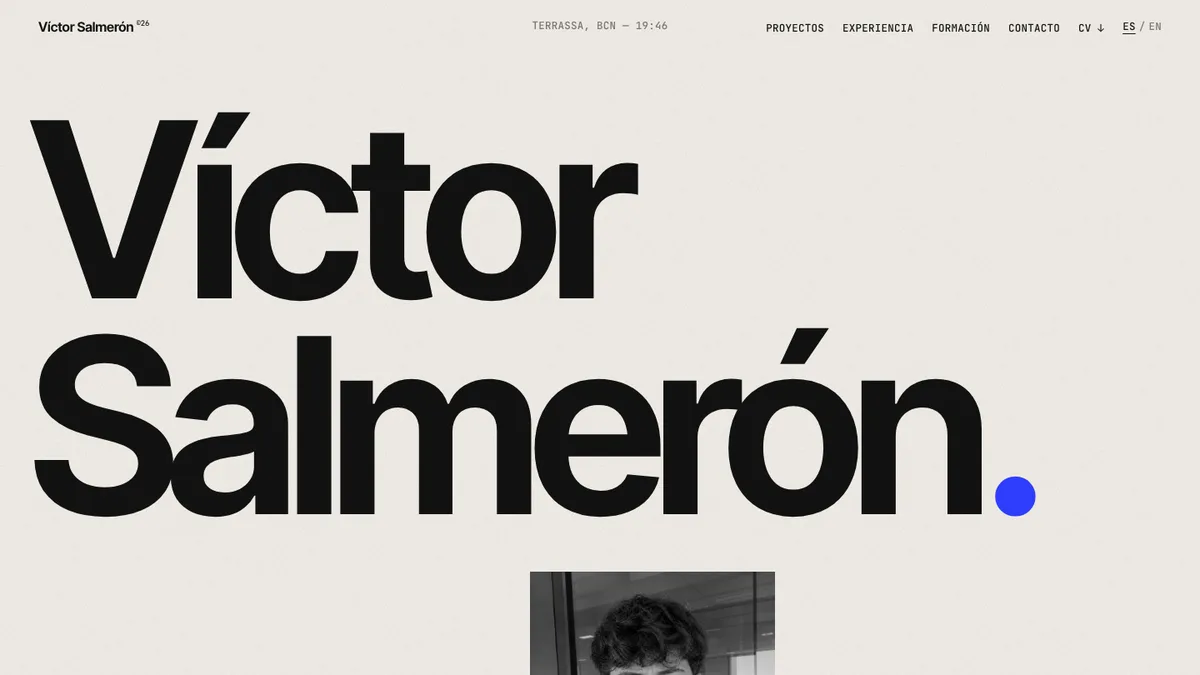 Víctor Salmerón ©26
TERRASSA, BCN — 19:46
PROYECTOS EXPERIENCIA FORMACIÓN CONTACTO CV ↓ ES / EN
Víctor
Salmerón.